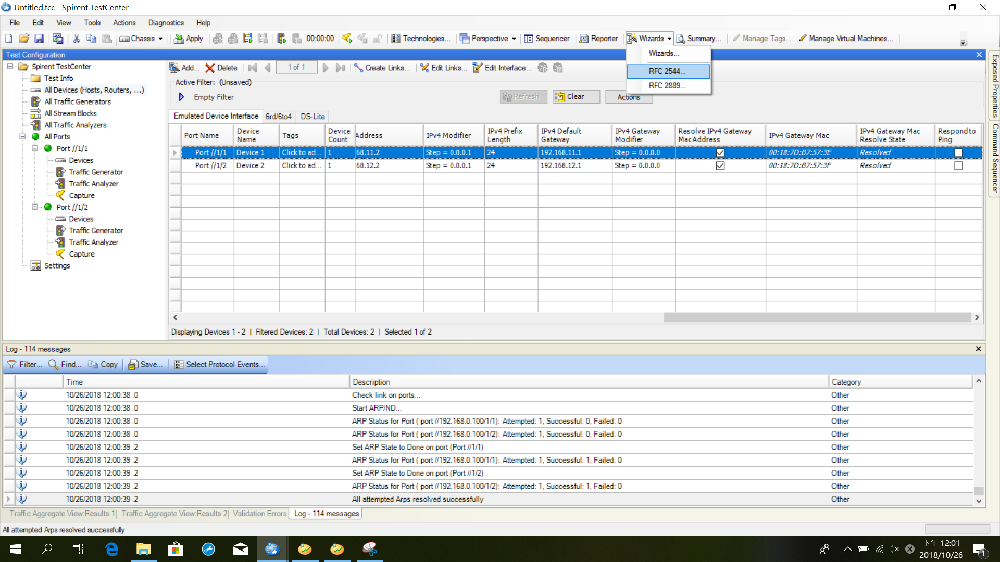 Untitled.tcc - Spirent TestCenter
File Edit View Tools Actions Diagnostics Help
Chassis Apply 00:00:00 Technologies... Perspective Sequencer Reporter Wizards Summary... Manage Tags... Manage Virtual Machines...
Wizards...
RFC 2544...
RFC 2889...
Test Configuration
Exposed Properties
Command Sequencer
Spirent TestCenter
Test Info
All Devices (Hosts, Routers, ...)
All Traffic Generators
All Stream Blocks
All Traffic Analyzers
All Ports
Port //1/1
Devices
Traffic Generator
Traffic Analyzer
Capture
Port //1/2
Devices
Traffic Generator
Traffic Analyzer
Capture
Settings
Add... Delete 1 of 1 Create Links... Edit Links... Edit Interface...
Active Filter: (Unsaved)
Empty Filter Refresh Clear Actions
Emulated Device Interface 6rd/6to4 DS-Lite
Port Name Device Name Tags Device Count Address IPv4 Modifier IPv4 Prefix Length IPv4 Default Gateway IPv4 Gateway Modifier Resolve IPv4 Gateway Mac Address IPv4 Gateway Mac IPv4 Gateway Mac Resolve State Respond to Ping
Port //1/1 Device 1 Click to ad... 1 68.11.2 Step = 0.0.0.1 24 192.168.11.1 Step = 0.0.0.0 00:18:7D:B7:57:3E Resolved
Port //1/2 Device 2 Click to ad... 1 68.12.2 Step = 0.0.0.1 24 192.168.12.1 Step = 0.0.0.0 00:18:7D:B7:57:3F Resolved
Displaying Devices 1 - 2 | Filtered Devices: 2 | Total Devices: 2 | Selected 1 of 2
Log - 114 messages
Filter... Find... Copy Save... Select Protocol Events...
Time Description Category
10/26/2018 12:00:38 .0 Check link on ports... Other
10/26/2018 12:00:38 .0 Start ARP/ND... Other
10/26/2018 12:00:38 .0 ARP Status for Port ( port //192.168.0.100/1/1): Attempted: 1, Successful: 0, Failed: 0 Other
10/26/2018 12:00:38 .0 ARP Status for Port ( port //192.168.0.100/1/2): Attempted: 1, Successful: 0, Failed: 0 Other
10/26/2018 12:00:39 .2 Set ARP State to Done on port (Port //1/1) Other
10/26/2018 12:00:39 .2 ARP Status for Port ( port //192.168.0.100/1/1): Attempted: 1, Successful: 1, Failed: 0 Other
10/26/2018 12:00:39 .2 Set ARP State to Done on port (Port //1/2) Other
10/26/2018 12:00:39 .2 ARP Status for Port ( port //192.168.0.100/1/2): Attempted: 1, Successful: 1, Failed: 0 Other
10/26/2018 12:00:39 .2 All attempted Arps resolved successfully Other
Traffic Aggregate View:Results 1| Traffic Aggregate View:Results 2| Validation Errors Log - 114 messages
All attempted Arps resolved successfully
下午 12:01
2018/10/26
1